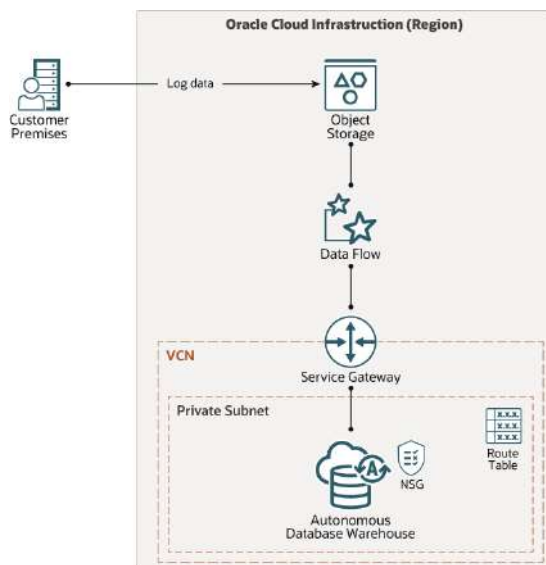 Oracle Cloud Infrastructure (Region)
Log data
Customer
Premises
Object
Storage
Data Flow
VCN
Service Gateway
Private Subnet
X.X.X.
X.X.X.
X.X.X.
Route
Table
A
NSG
Autonomous
Database Warehouse